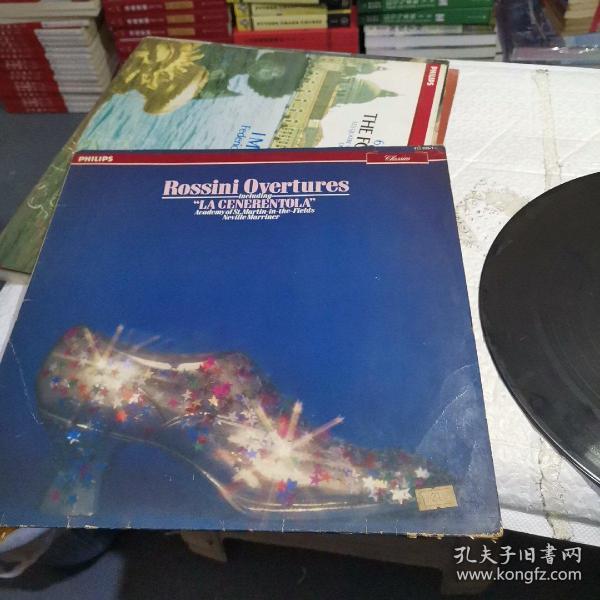 PHILIPS
Classics
Rossini Overtures
including
"LA CENERENTOLA"
Academy of St. Martin-in-the-Fields
Neville Marriner
PHILIPS
THE
I M
孔夫子旧书网
www.kongfz.com